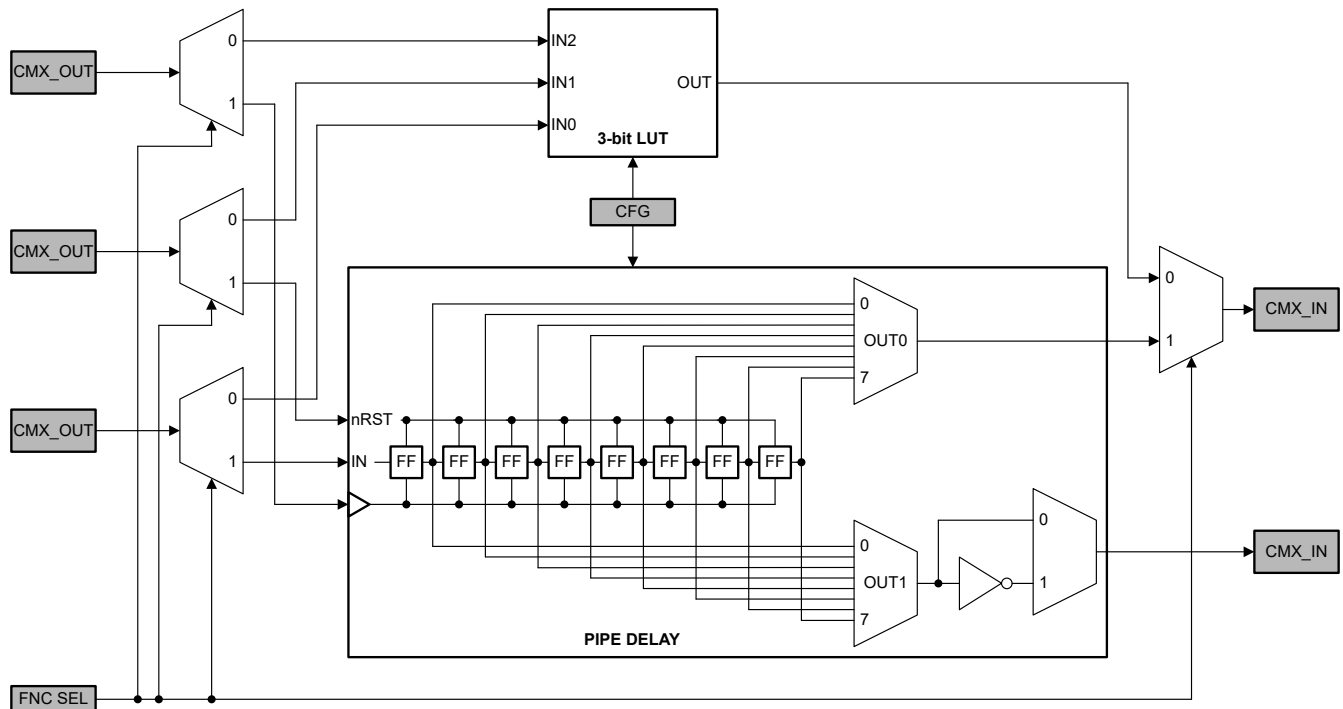 CMX_OUT
0
1
IN2
IN1
IN0
OUT
3-bit LUT
CFG
CMX_OUT
0
1
0
1
CMX_IN
0
OUT0
7
CMX_OUT
0
1
nRST
IN
FF FF FF FF FF FF FF FF
0
OUT1
7
0
1
CMX_IN
PIPE DELAY
FNC SEL